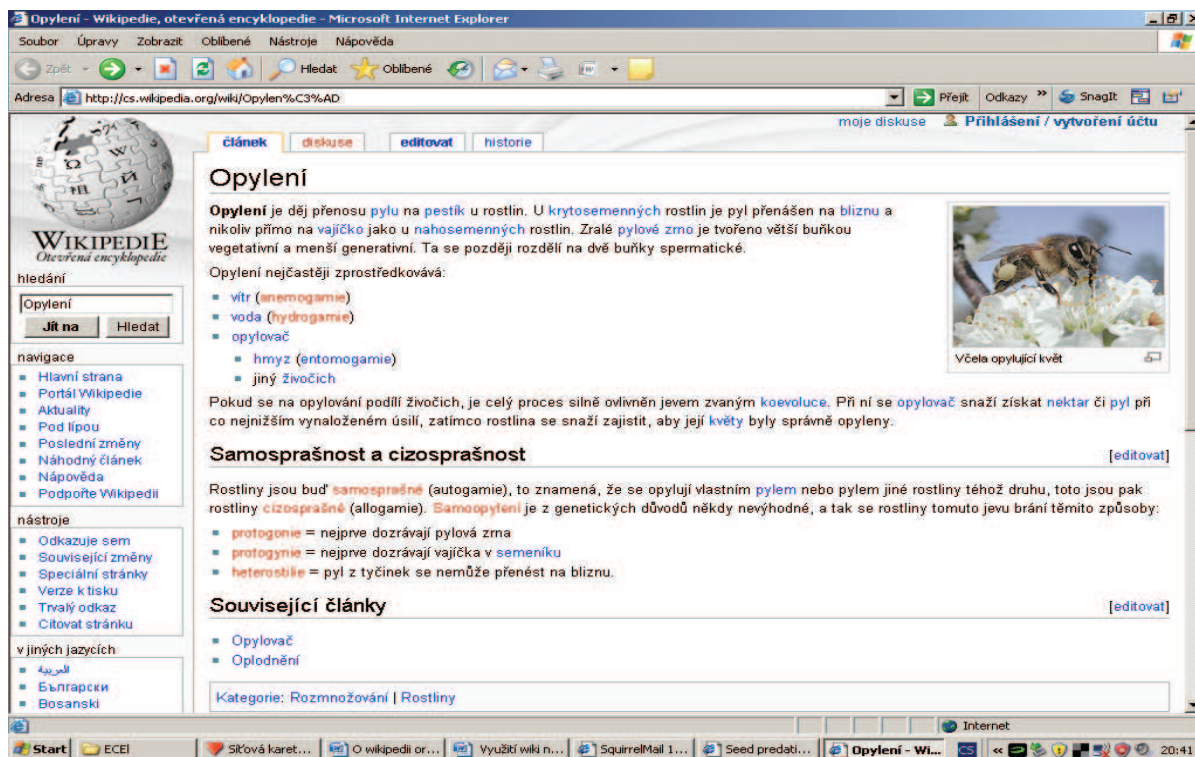 Opylení - Wikipedie, otevřená encyklopedie - Microsoft Internet Explorer
Soubor Úpravy Zobrazit Oblíbené Nástroje Nápověda
Zpět Hledat Oblíbené
Adresa http://cs.wikipedia.org/wiki/Opylen%C3%AD Přejít Odkazy » SnagIt
moje diskuse Přihlášení / vytvoření účtu
článek diskuse editovat historie
WIKIPEDIE
Otevřená encyklopedie
hledání
Opylení
Jít na Hledat
navigace
Hlavní strana
Portál Wikipedie
Aktuality
Pod lípou
Poslední změny
Náhodný článek
Nápověda
Podpořte Wikipedii
nástroje
Odkazuje sem
Související změny
Speciální stránky
Verze k tisku
Trvalý odkaz
Citovat stránku
v jiných jazycích
العربية
Български
Bosanski
Opylení
Opylení je děj přenosu pylu na pestík u rostlin. U krytosemenných rostlin je pyl přenášen na bliznu a
nikoliv přímo na vajíčko jako u nahosemenných rostlin. Zralé pylové zrno je tvořeno větší buňkou
vegetativní a menší generativní. Ta se později rozdělí na dvě buňky spermatické.
Opylení nejčastěji zprostředkovává:
vítr (anemogamie)
voda (hydrogamie)
opylovač
hmyz (entomogamie)
jiný živočich
Včela opylující květ
Pokud se na opylování podílí živočich, je celý proces silně ovlivněn jevem zvaným koevoluce. Při ní se opylovač snaží získat nektar či pyl při
co nejnižším vynaloženém úsilí, zatímco rostlina se snaží zajistit, aby její květy byly správně opyleny.
Samosprašnost a cizosprašnost [editovat]
Rostliny jsou buď samosprašné (autogamie), to znamená, že se opylují vlastním pylem nebo pylem jiné rostliny téhož druhu, toto jsou pak
rostliny cizosprašné (allogamie). Samoopylení je z genetických důvodů někdy nevýhodné, a tak se rostliny tomuto jevu brání těmito způsoby:
protogonie = nejprve dozrávají pylová zrna
protogynie = nejprve dozrávají vajíčka v semeníku
heterostilie = pyl z tyčinek se nemůže přenést na bliznu.
Související články [editovat]
Opylovač
Oplodnění
Kategorie: Rozmnožování | Rostliny
Internet
Start ECEI Síťová karet... O wikipedii or... Využití wiki n... SquirrelMail 1... Seed predati... Opylení - Wi... CS « 20:41